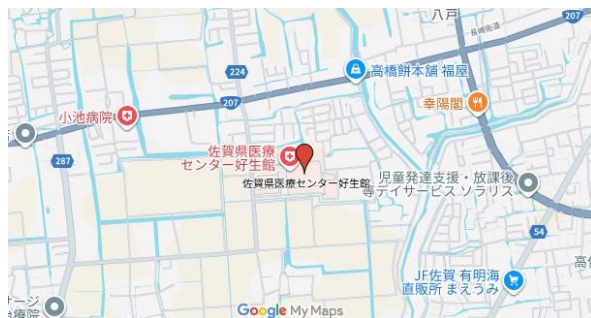 八戸
207
長崎街道
高橋餅本舗 福屋
224
207
小池病院
幸陽閣
佐賀県医療
センター好生館
佐賀県医療センター好生館
287
児童発達支援・放課後
等デイサービス ソラリス
54
JF佐賀 有明海
直販所 まえうみ
サージ
治療院
Google My Maps